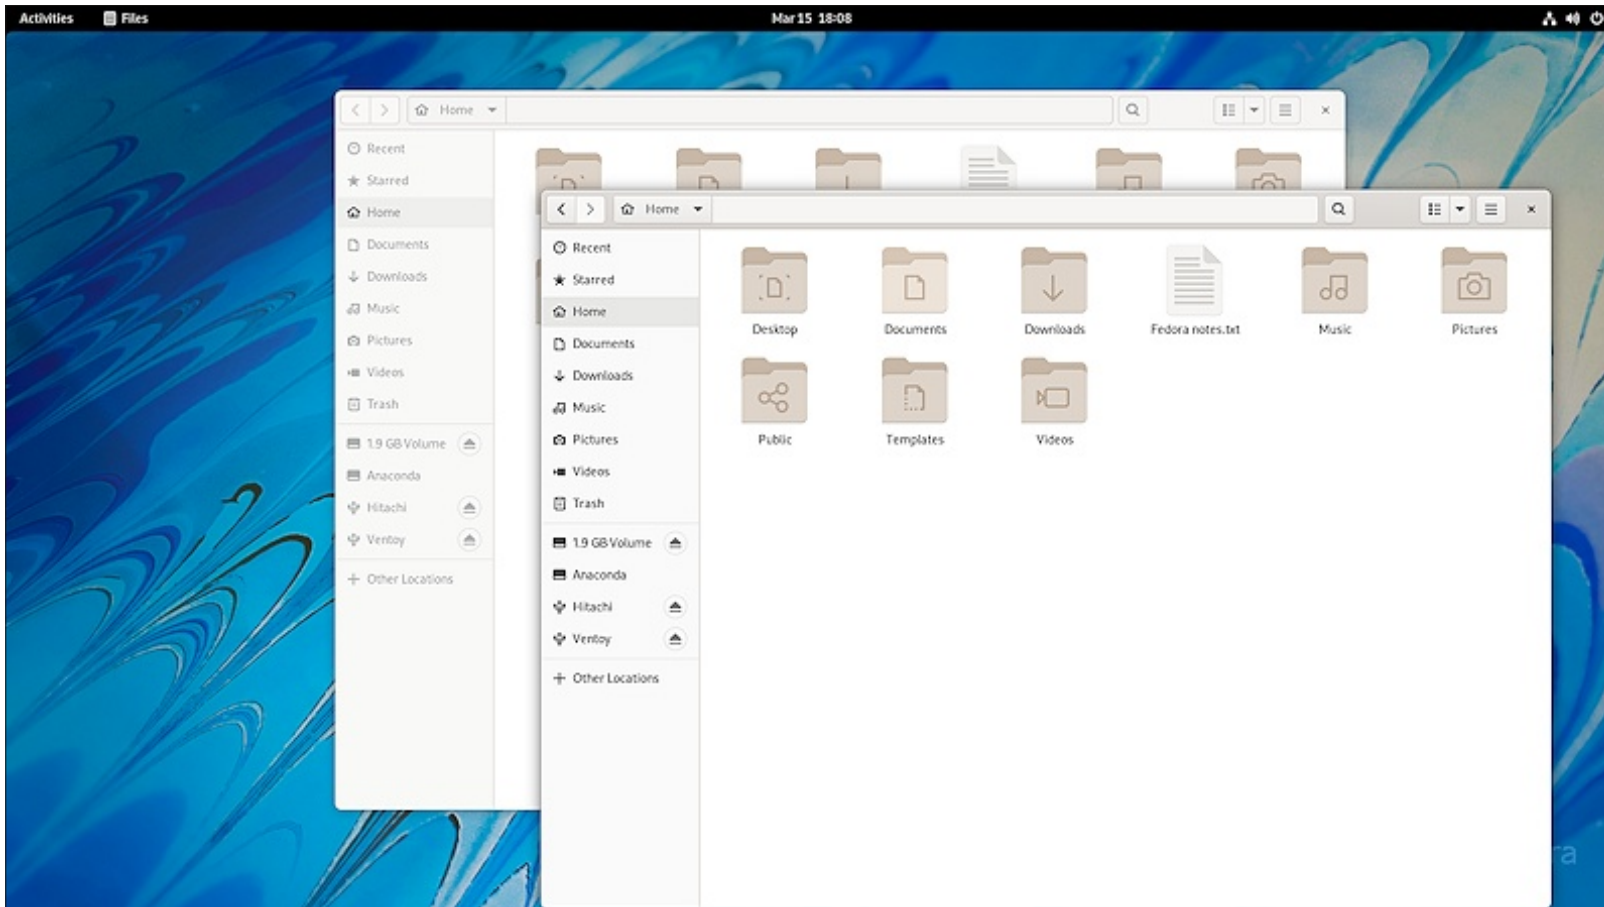 Activities Files Mar 15 18:08
Home
Recent
Starred
Home
Documents
Downloads
Music
Pictures
Videos
Trash
1.9 GB Volume
Anaconda
Hitachi
Ventoy
Other Locations
Home
Recent
Starred
Home
Documents
Downloads
Music
Pictures
Videos
Trash
1.9 GB Volume
Anaconda
Hitachi
Ventoy
Other Locations
Desktop Documents Downloads Fedora notes.txt Music Pictures
Public Templates Videos
ra